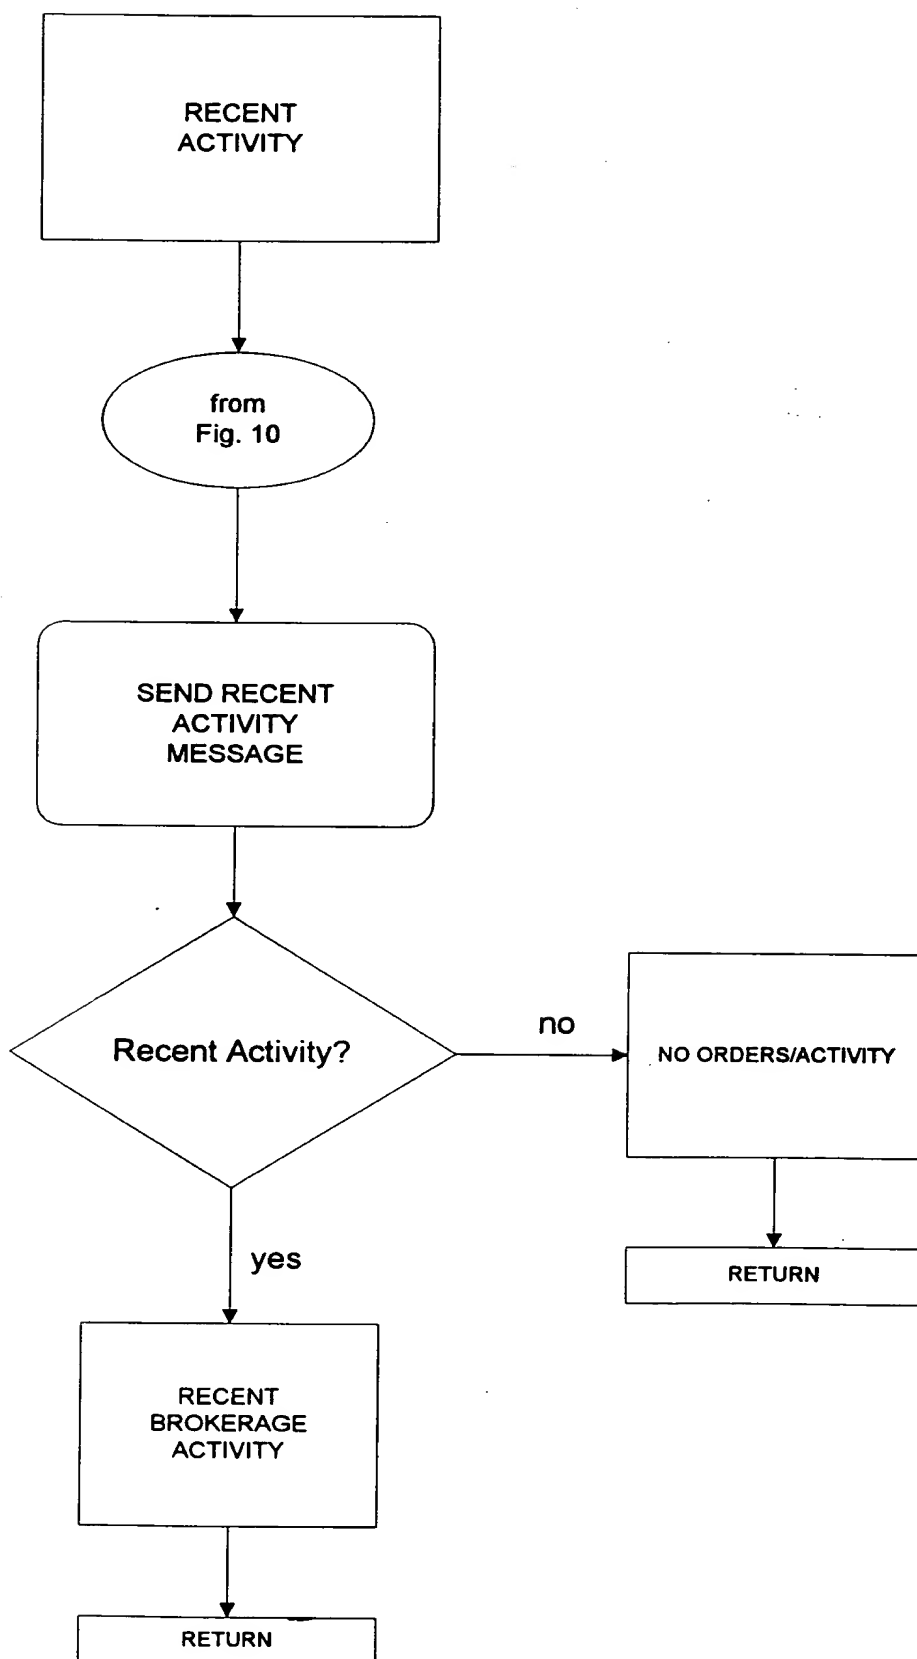 RECENT
ACTIVITY
from
Fig. 10
SEND RECENT
ACTIVITY
MESSAGE
Recent Activity?
no
NO ORDERS/ACTIVITY
RETURN
yes
RECENT
BROKERAGE
ACTIVITY
RETURN